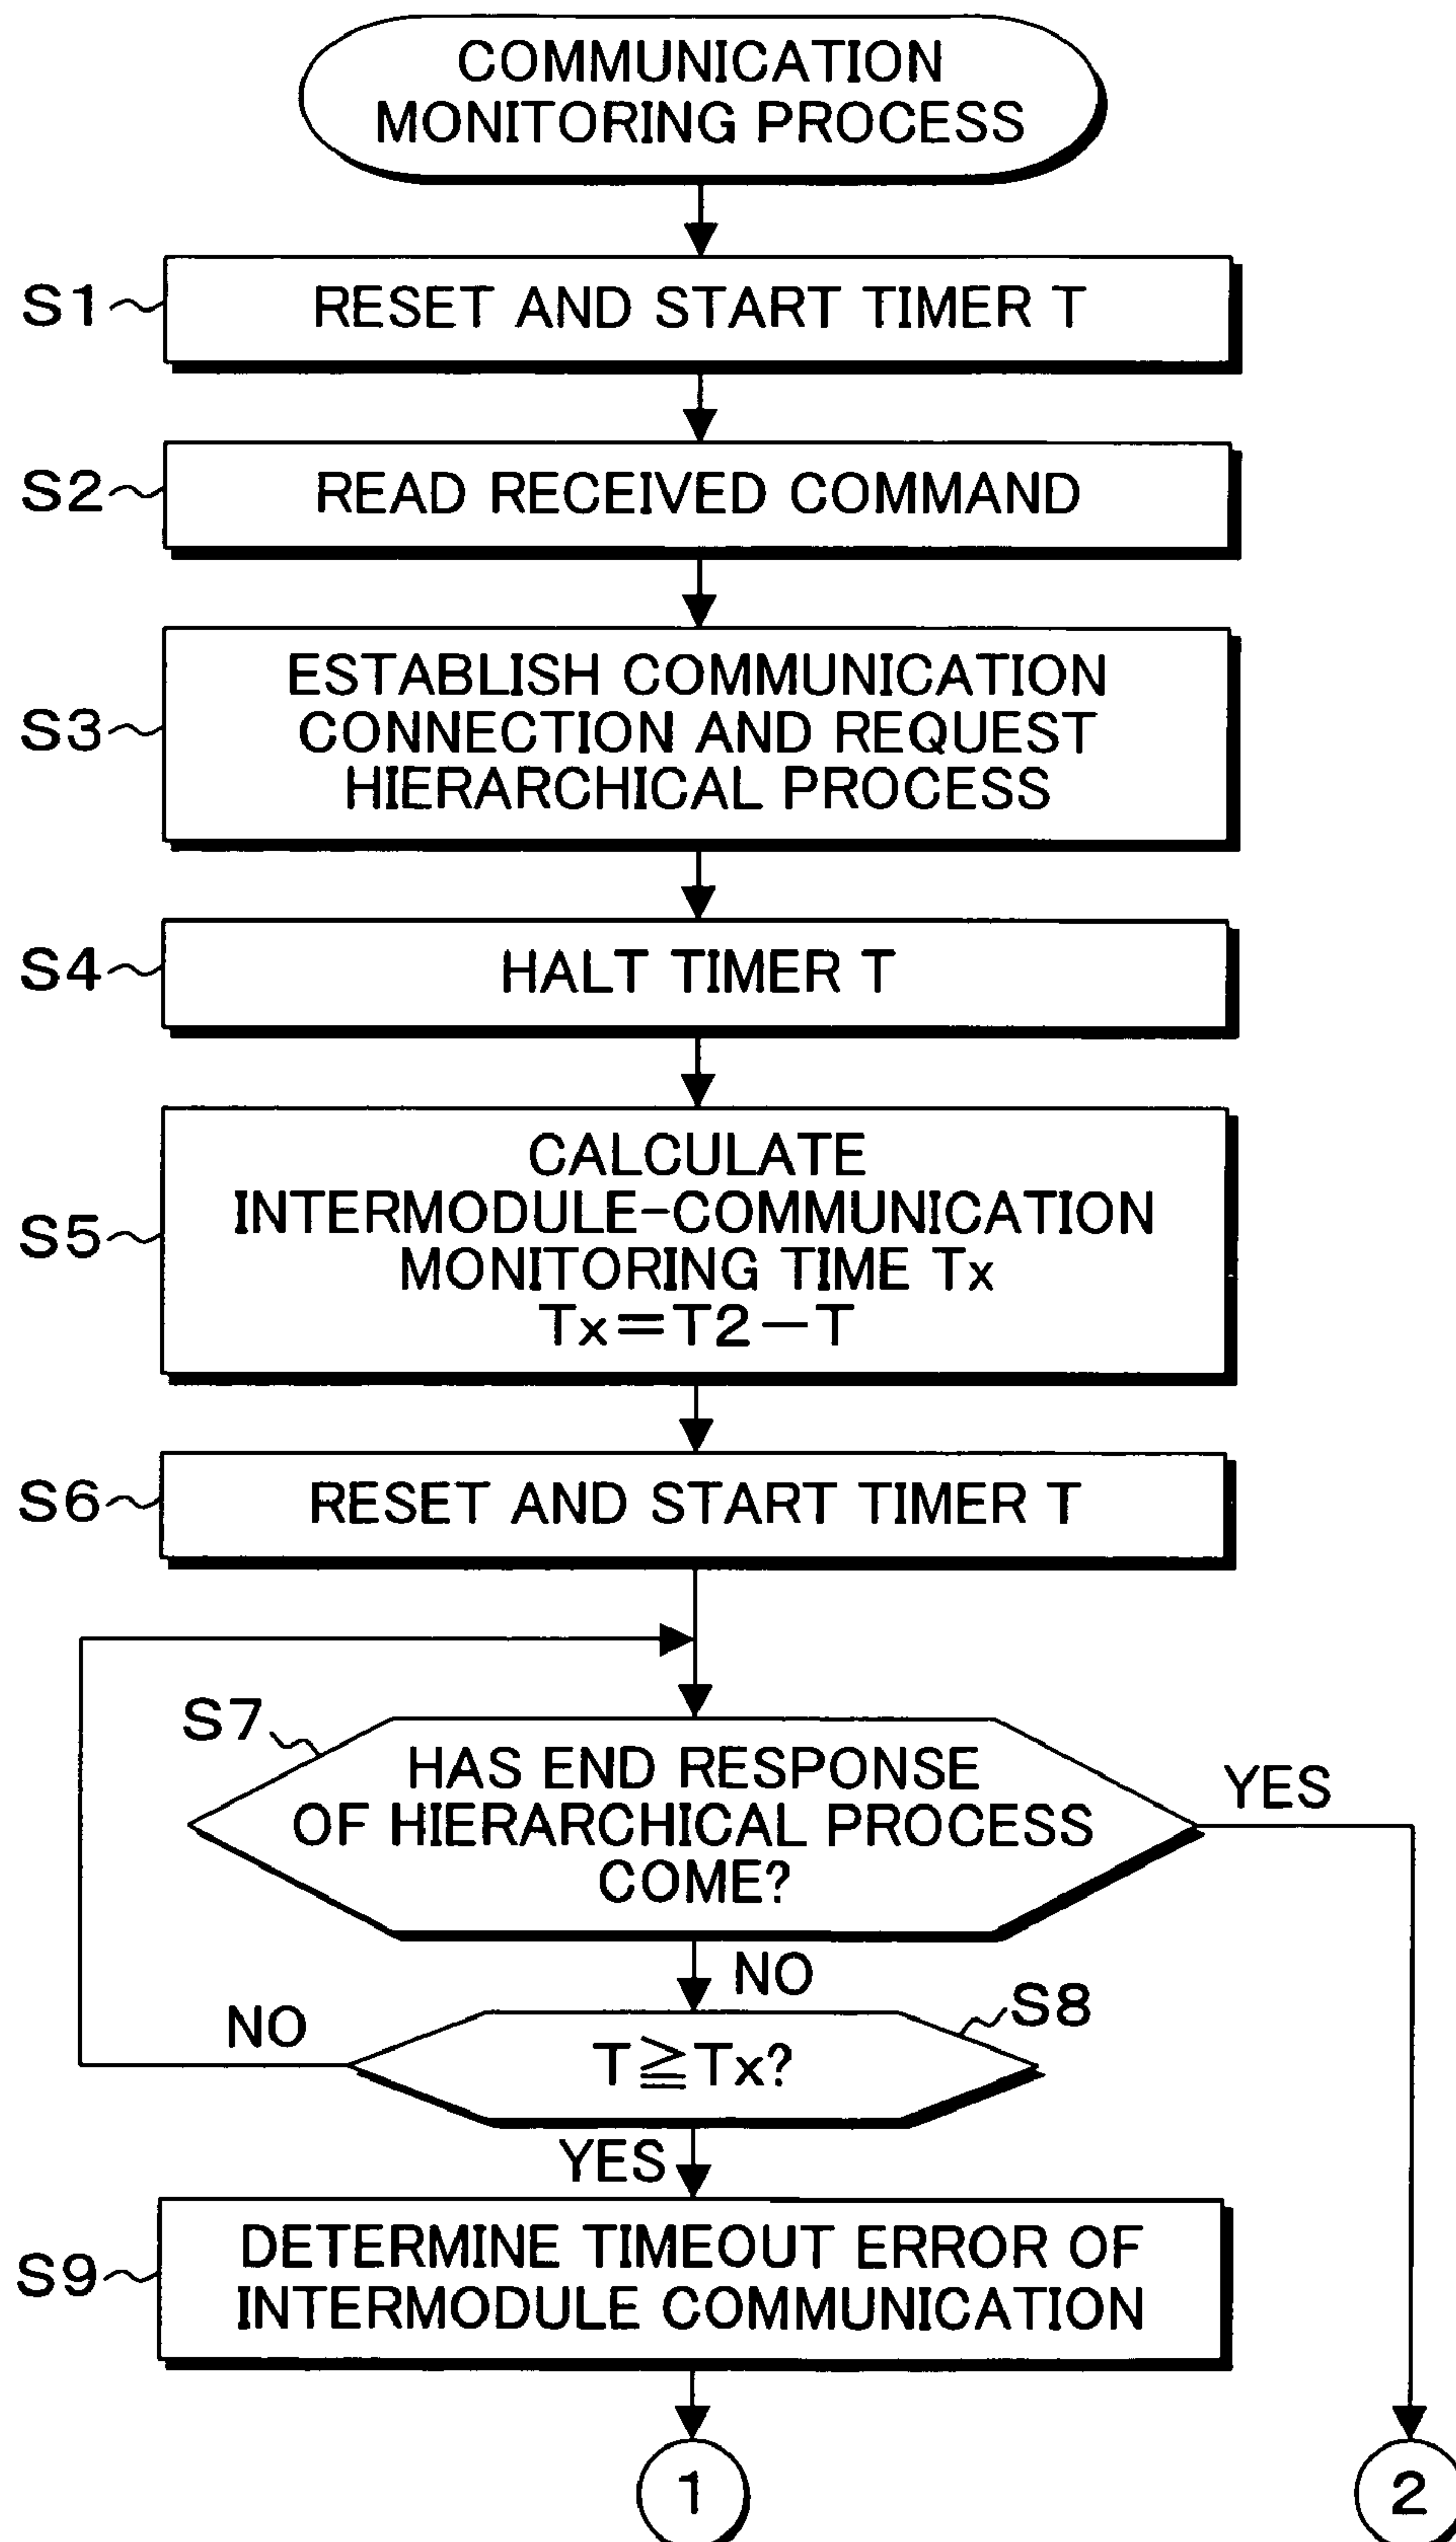 COMMUNICATION
MONITORING PROCESS
S1
RESET AND START TIMER T
S2
READ RECEIVED COMMAND
S3
ESTABLISH COMMUNICATION
CONNECTION AND REQUEST
HIERARCHICAL PROCESS
S4
HALT TIMER T
S5
CALCULATE
INTERMODULE-COMMUNICATION
MONITORING TIME Tx
Tx=T2-T
S6
RESET AND START TIMER T
S7
HAS END RESPONSE
OF HIERARCHICAL PROCESS
COME?
YES
NO
S8
NO
T≧Tx?
YES
S9
DETERMINE TIMEOUT ERROR OF
INTERMODULE COMMUNICATION
1
2